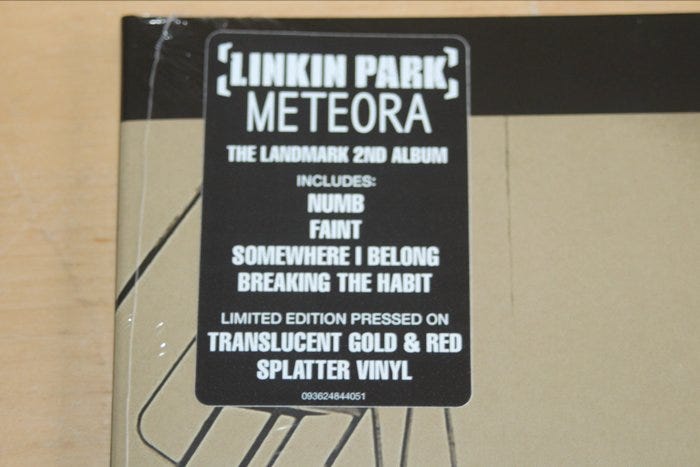 [LINKIN PARK]
METEORA
THE LANDMARK 2ND ALBUM
INCLUDES:
NUMB
FAINT
SOMEWHERE I BELONG
BREAKING THE HABIT
LIMITED EDITION PRESSED ON
TRANSLUCENT GOLD & RED
SPLATTER VINYL
093624844051